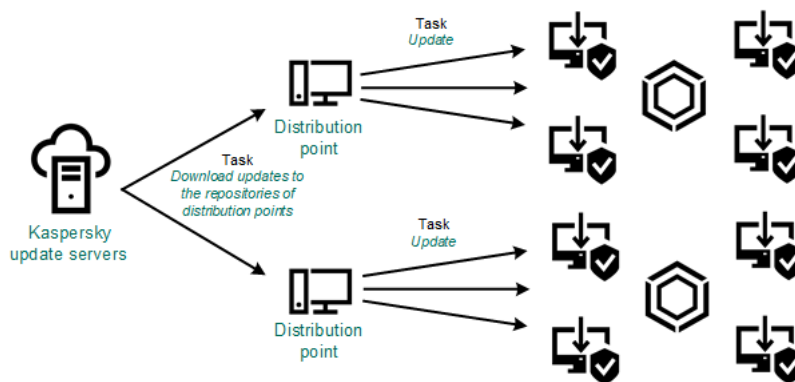 Task
Update
Distribution
point
Task
Download updates to
the repositories of
distribution points
Kaspersky
update servers
Task
Update
Distribution
point